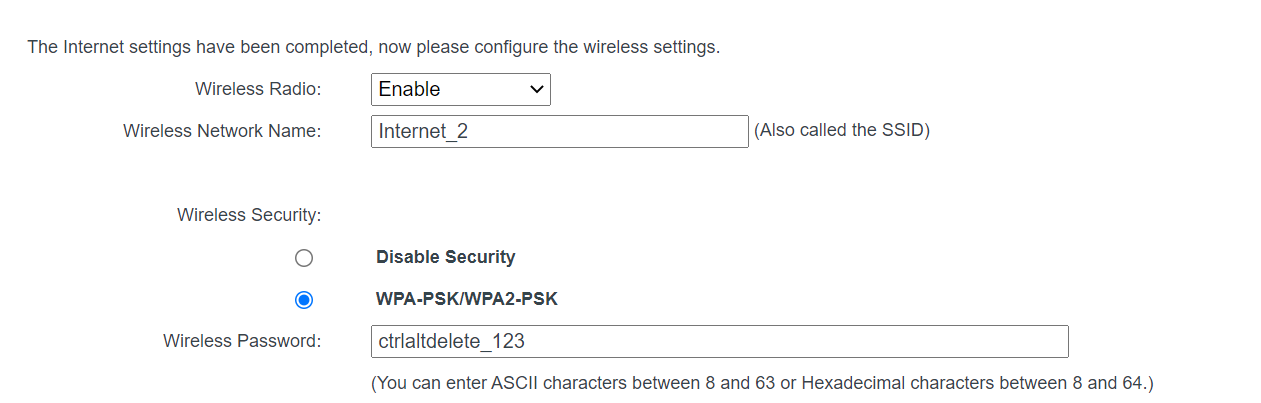 The Internet settings have been completed, now please configure the wireless settings.
Wireless Radio: Enable
Wireless Network Name: Internet_2 (Also called the SSID)
Wireless Security:
Disable Security
WPA-PSK/WPA2-PSK
Wireless Password: ctrlaltdelete_123
(You can enter ASCII characters between 8 and 63 or Hexadecimal characters between 8 and 64.)